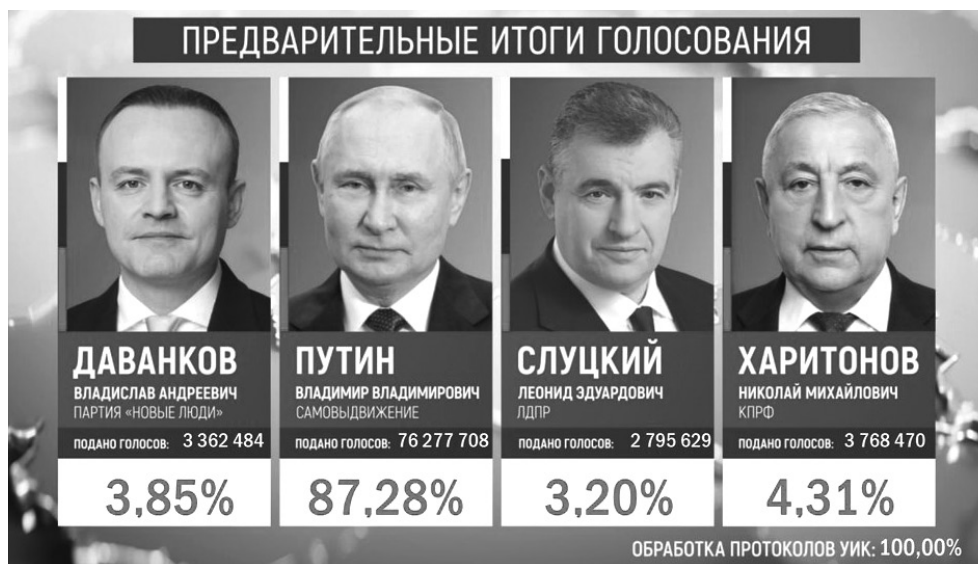 ПРЕДВАРИТЕЛЬНЫЕ ИТОГИ ГОЛОСОВАНИЯ
ДАВАНКОВ
ВЛАДИСЛАВ АНДРЕЕВИЧ
ПАРТИЯ «НОВЫЕ ЛЮДИ»
ПОДАНО ГОЛОСОВ: 3 362 484
3,85%
ПУТИН
ВЛАДИМИР ВЛАДИМИРОВИЧ
САМОВЫДВИЖЕНИЕ
ПОДАНО ГОЛОСОВ: 76 277 708
87,28%
СЛУЦКИЙ
ЛЕОНИД ЭДУАРДОВИЧ
ЛДПР
ПОДАНО ГОЛОСОВ: 2 795 629
3,20%
ХАРИТОНОВ
НИКОЛАЙ МИХАЙЛОВИЧ
КПРФ
ПОДАНО ГОЛОСОВ: 3 768 470
4,31%
ОБРАБОТКА ПРОТОКОЛОВ УИК: 100,00%